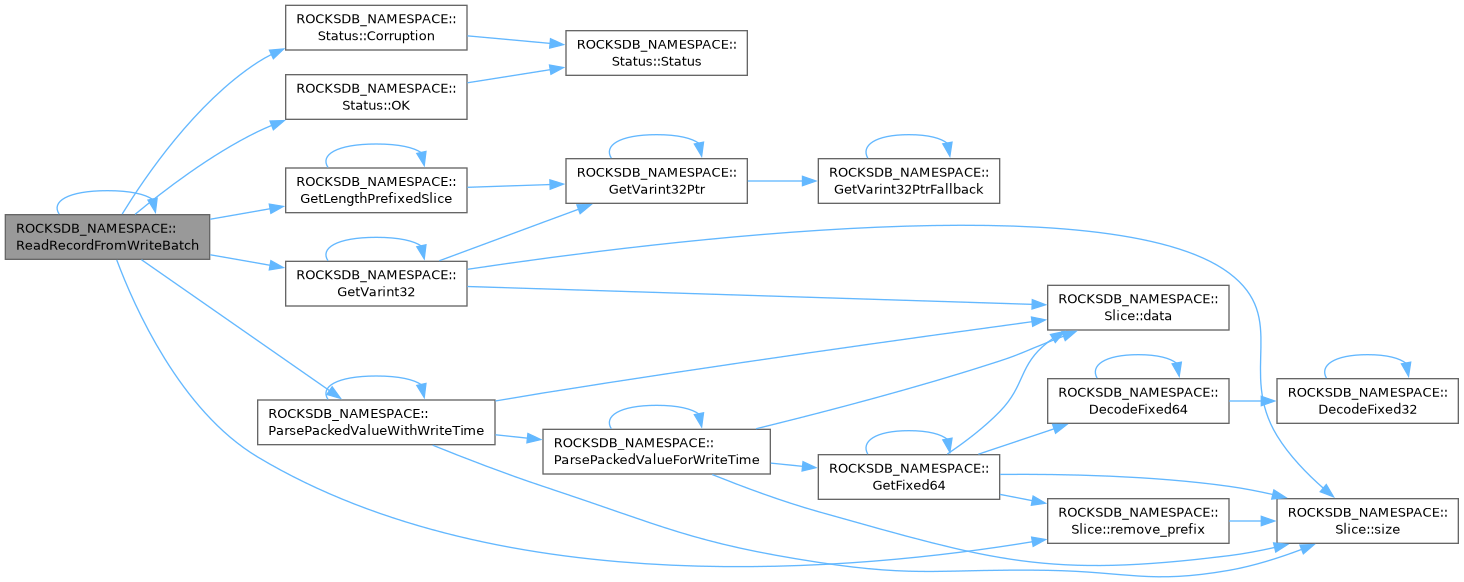 ROCKSDB_NAMESPACE::
ReadRecordFromWriteBatch
ROCKSDB_NAMESPACE::
Status::Corruption
ROCKSDB_NAMESPACE::
Status::Status
ROCKSDB_NAMESPACE::
Status::OK
ROCKSDB_NAMESPACE::
GetLengthPrefixedSlice
ROCKSDB_NAMESPACE::
GetVarint32Ptr
ROCKSDB_NAMESPACE::
GetVarint32PtrFallback
ROCKSDB_NAMESPACE::
GetVarint32
ROCKSDB_NAMESPACE::
Slice::data
ROCKSDB_NAMESPACE::
ParsePackedValueWithWriteTime
ROCKSDB_NAMESPACE::
ParsePackedValueForWriteTime
ROCKSDB_NAMESPACE::
GetFixed64
ROCKSDB_NAMESPACE::
DecodeFixed64
ROCKSDB_NAMESPACE::
DecodeFixed32
ROCKSDB_NAMESPACE::
Slice::remove_prefix
ROCKSDB_NAMESPACE::
Slice::size